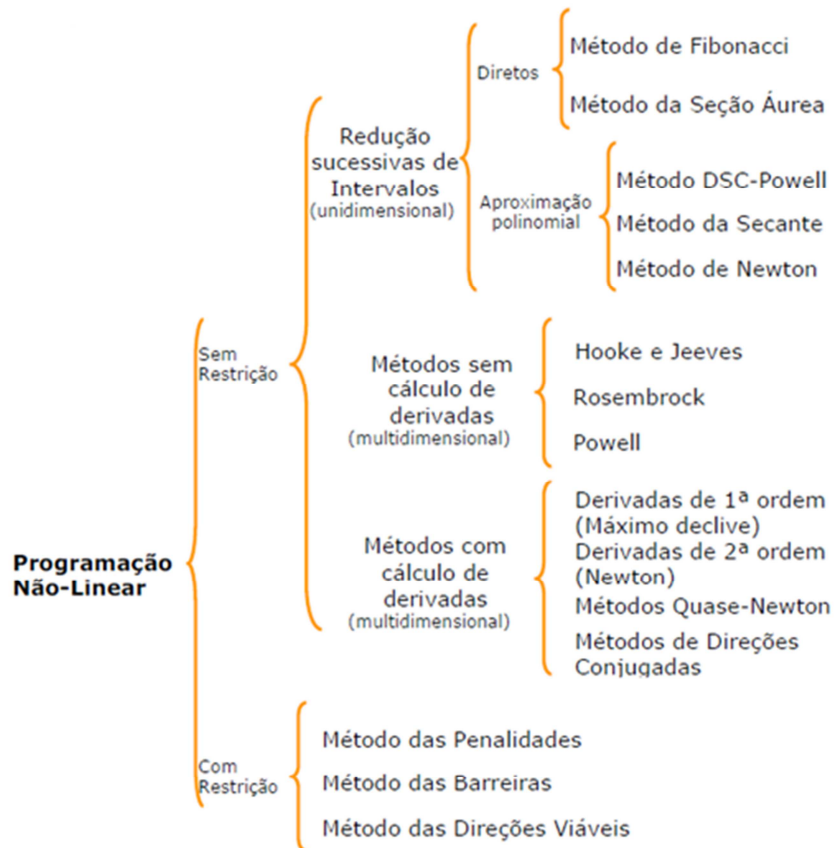 Programação
Não-Linear
Sem
Restrição
Redução
sucessivas de
Intervalos
(unidimensional)
Diretos
Método de Fibonacci
Método da Seção Áurea
Aproximação
polinomial
Método DSC-Powell
Método da Secante
Método de Newton
Métodos sem
cálculo de
derivadas
(multidimensional)
Hooke e Jeeves
Rosembrock
Powell
Métodos com
cálculo de
derivadas
(multidimensional)
Derivadas de 1ª ordem
(Máximo declive)
Derivadas de 2ª ordem
(Newton)
Métodos Quase-Newton
Métodos de Direções
Conjugadas
Com
Restrição
Método das Penalidades
Método das Barreiras
Método das Direções Viáveis